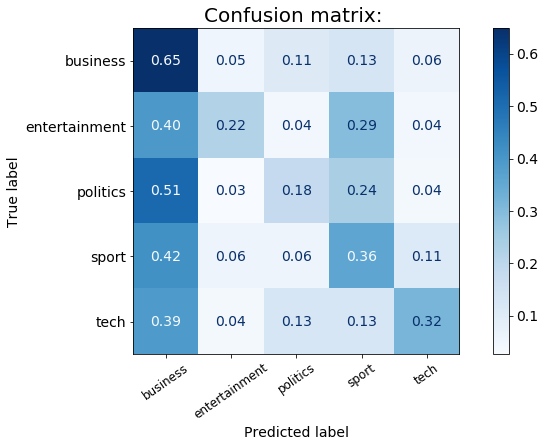 Confusion matrix:
True label
business 0.65 0.05 0.11 0.13 0.06
entertainment 0.40 0.22 0.04 0.29 0.04
politics 0.51 0.03 0.18 0.24 0.04
sport 0.42 0.06 0.06 0.36 0.11
tech 0.39 0.04 0.13 0.13 0.32
business entertainment politics sport tech
Predicted label
0.6
0.5
0.4
0.3
0.2
0.1